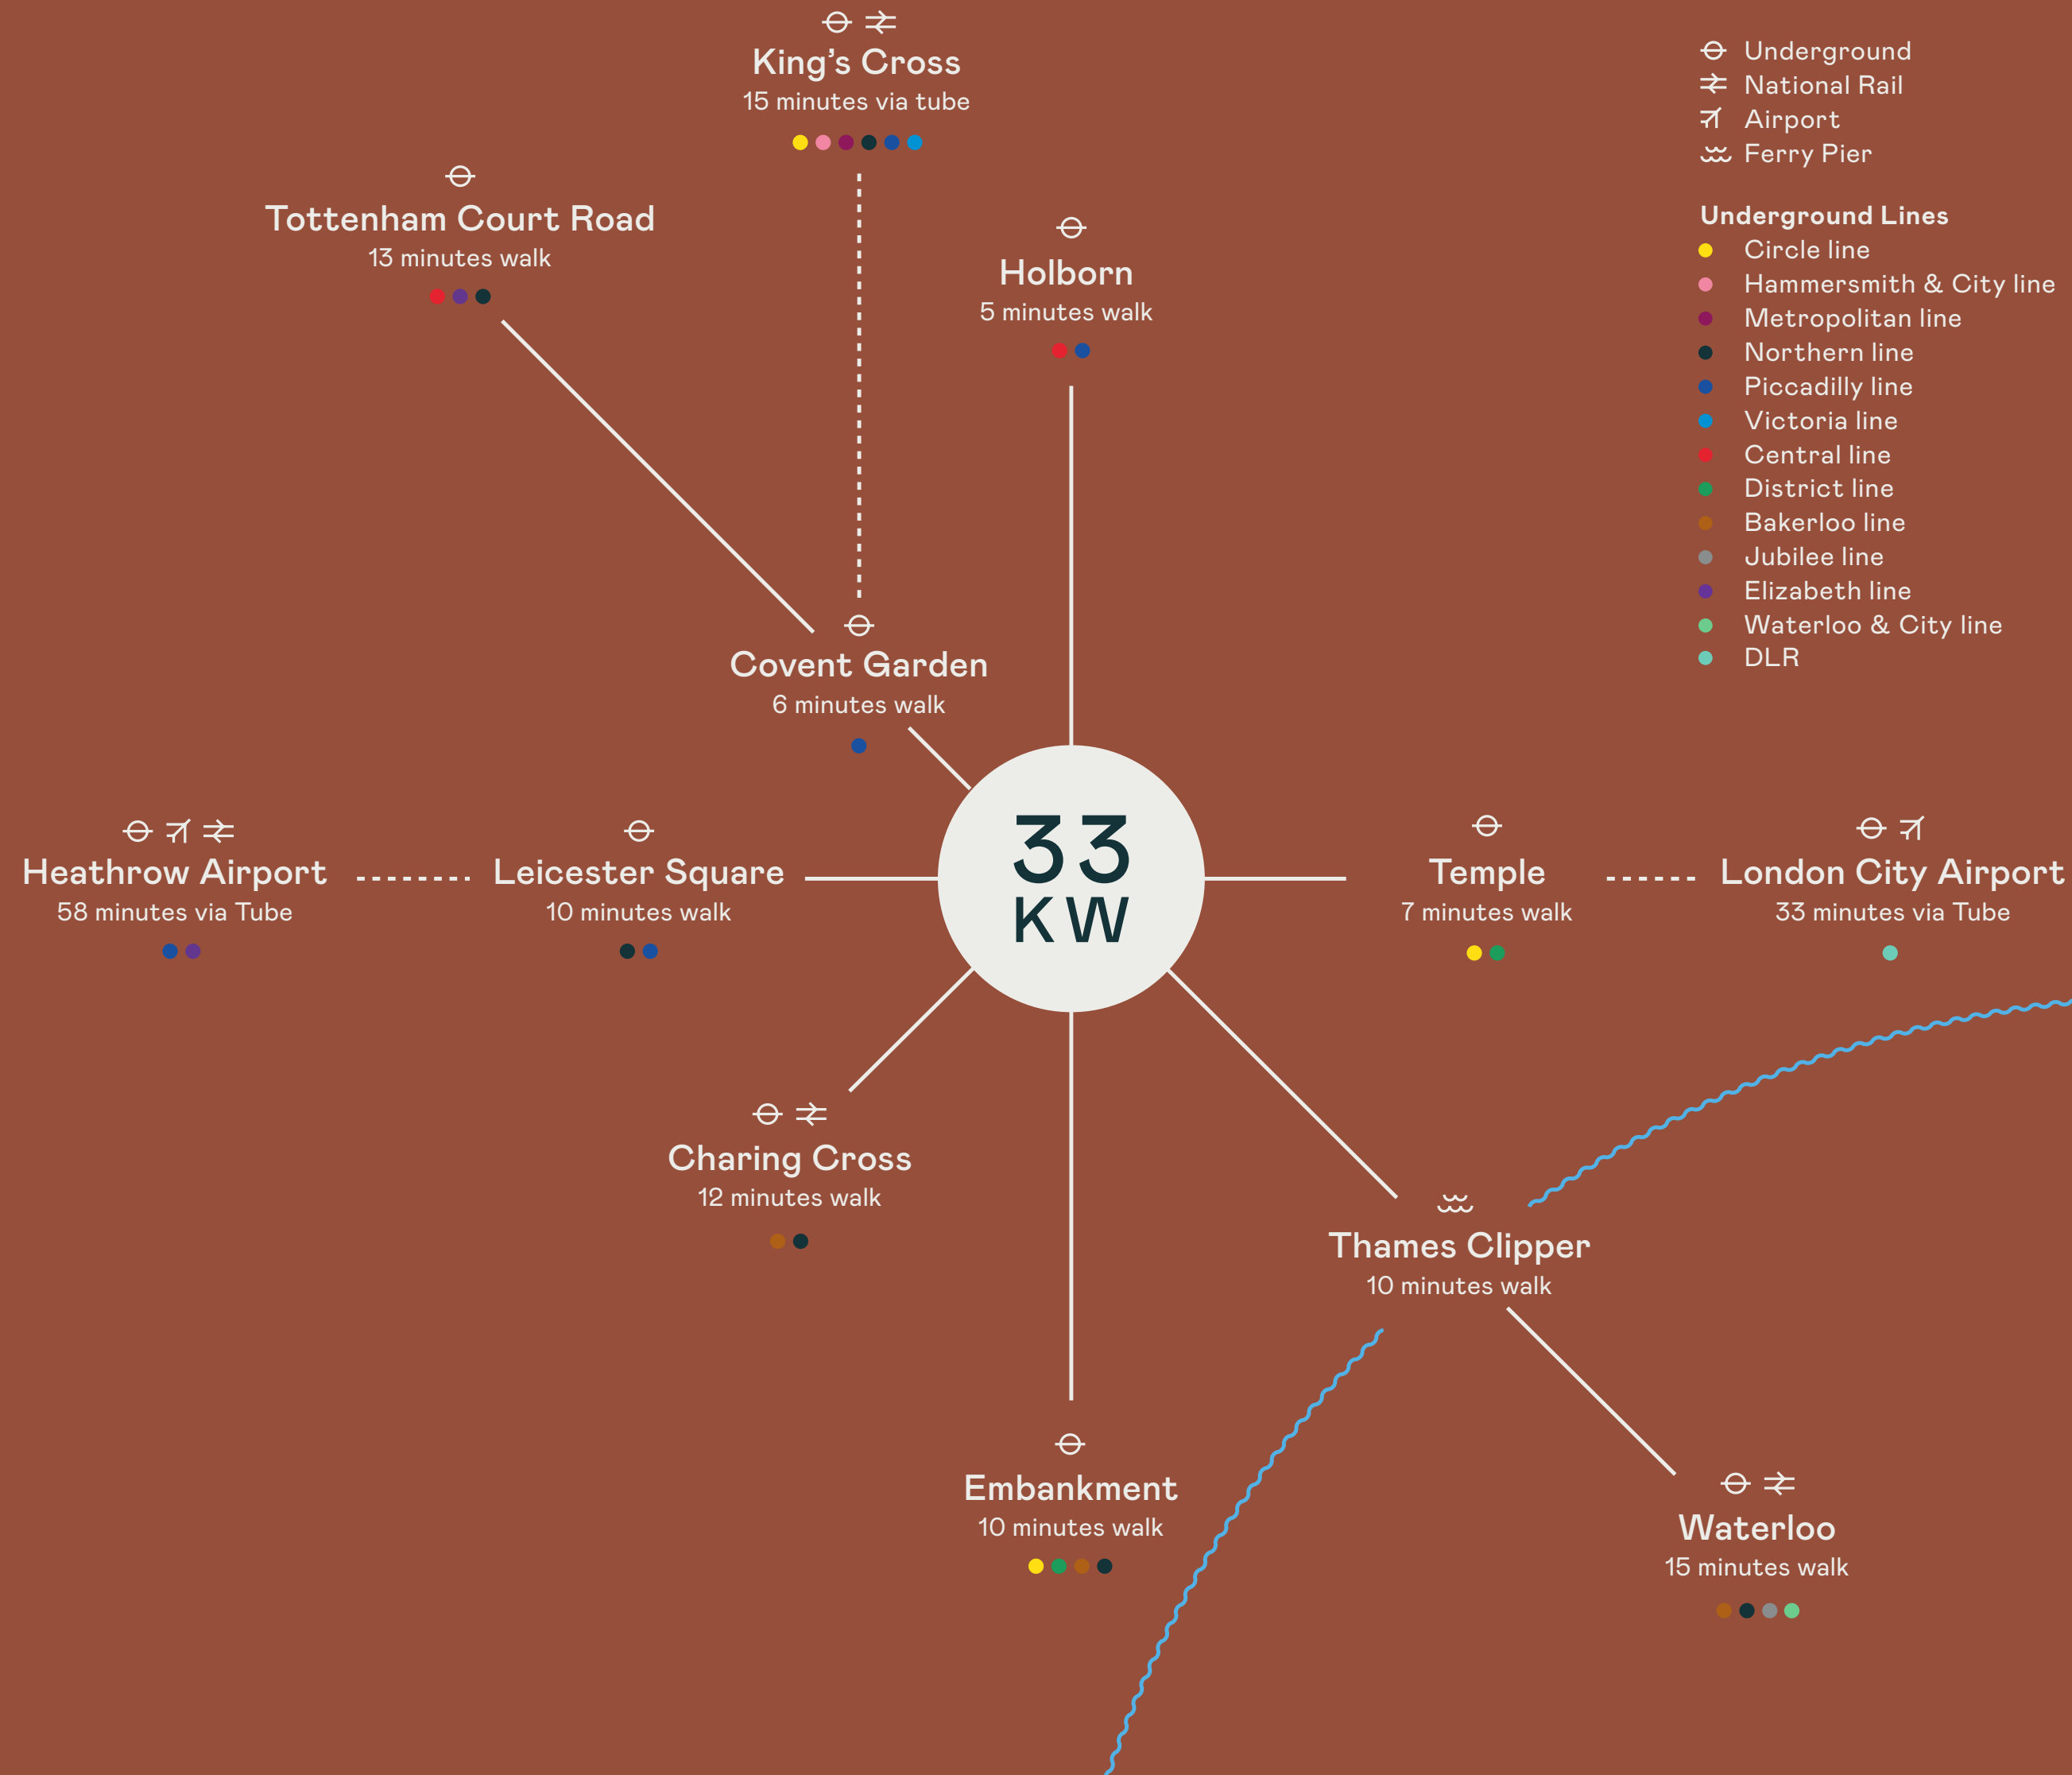 King’s Cross
15 minutes via tube
Tottenham Court Road
13 minutes walk
Holborn
5 minutes walk
Covent Garden
6 minutes walk
33
KW
Heathrow Airport
58 minutes via Tube
Leicester Square
10 minutes walk
Temple
7 minutes walk
London City Airport
33 minutes via Tube
Charing Cross
12 minutes walk
Thames Clipper
10 minutes walk
Embankment
10 minutes walk
Waterloo
15 minutes walk
Underground
National Rail
Airport
Ferry Pier
Underground Lines
Circle line
Hammersmith & City line
Metropolitan line
Northern line
Piccadilly line
Victoria line
Central line
District line
Bakerloo line
Jubilee line
Elizabeth line
Waterloo & City line
DLR